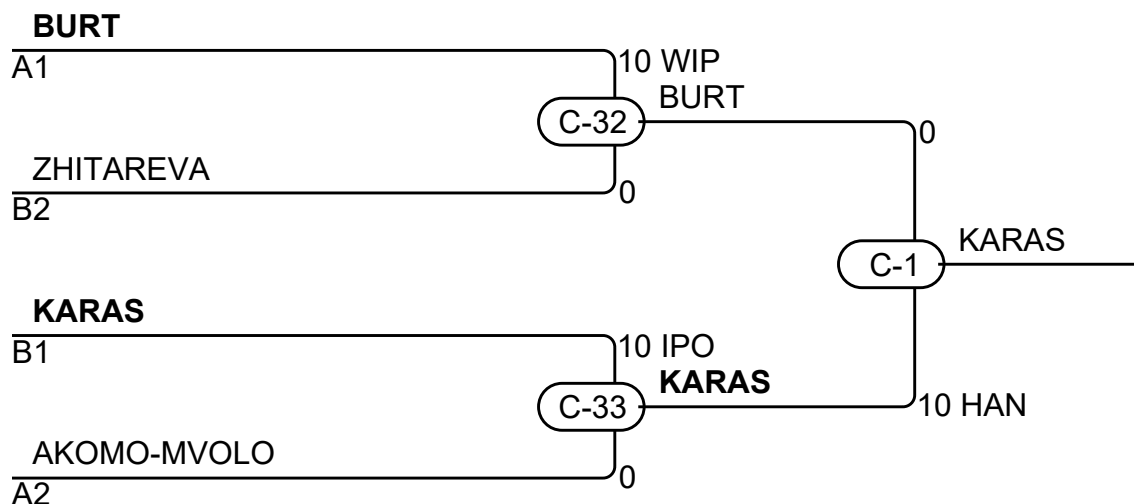 BURT
A1
10 WIP
BURT
C-32
0
ZHITAREVA
0
B2
KARAS
C-1
KARAS
B1
10 IPO
KARAS
C-33
10 HAN
AKOMO-MVOLO
0
A2